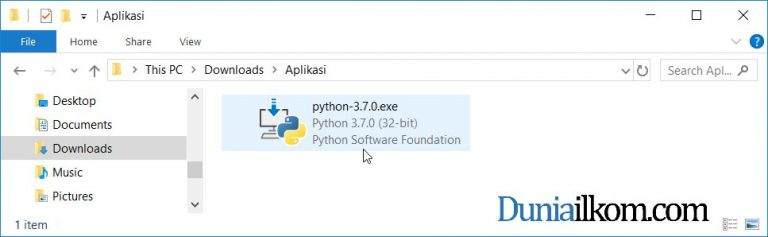 Aplikasi
File Home Share View
This PC Downloads Aplikasi Search Apl...
Desktop
Documents
Downloads
Music
Pictures
python-3.7.0.exe
Python 3.7.0 (32-bit)
Python Software Foundation
1 item
Duniailkom.com